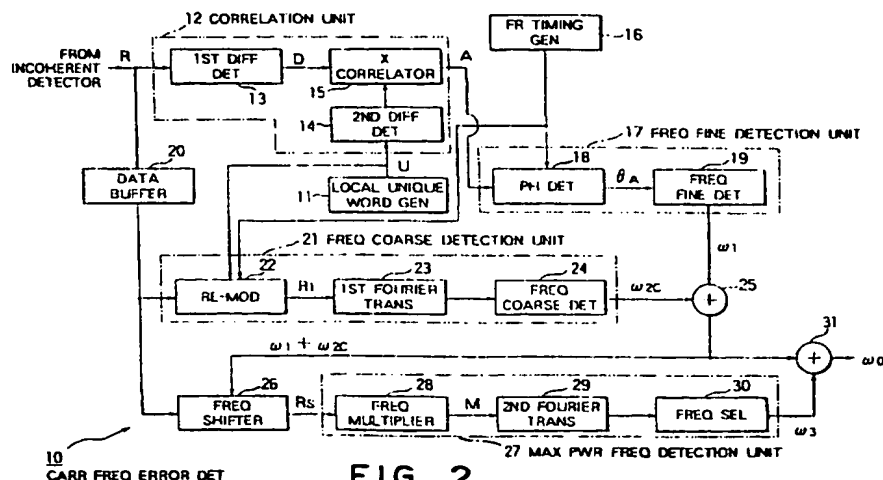 12 CORRELATION UNIT
FR TIMING
GEN
16
FROM
INCOHERENT
DETECTOR
R
1ST DIFF
DET
13
D
X
CORRELATOR
15
A
14
2ND DIFF
DET
17 FREQ FINE DETECTION UNIT
20
DATA
BUFFER
U
11
LOCAL UNIQUE
WORD GEN
18
PH DET
θA
19
FREQ
FINE DET
21 FREQ COARSE DETECTION UNIT
22
RE-MOD
Ri
23
1ST FOURIER
TRANS
24
FREQ
COARSE DET
ω2C
ω1
+
25
ω1 + ω2C
31
+
ω0
26
FREQ
SHIFTER
Rs
28
FREQ
MULTIPLIER
M
29
2ND FOURIER
TRANS
30
FREQ SEL
ω3
27 MAX PWR FREQ DETECTION UNIT
10
CARR FREQ ERROR DET
FIG. 2